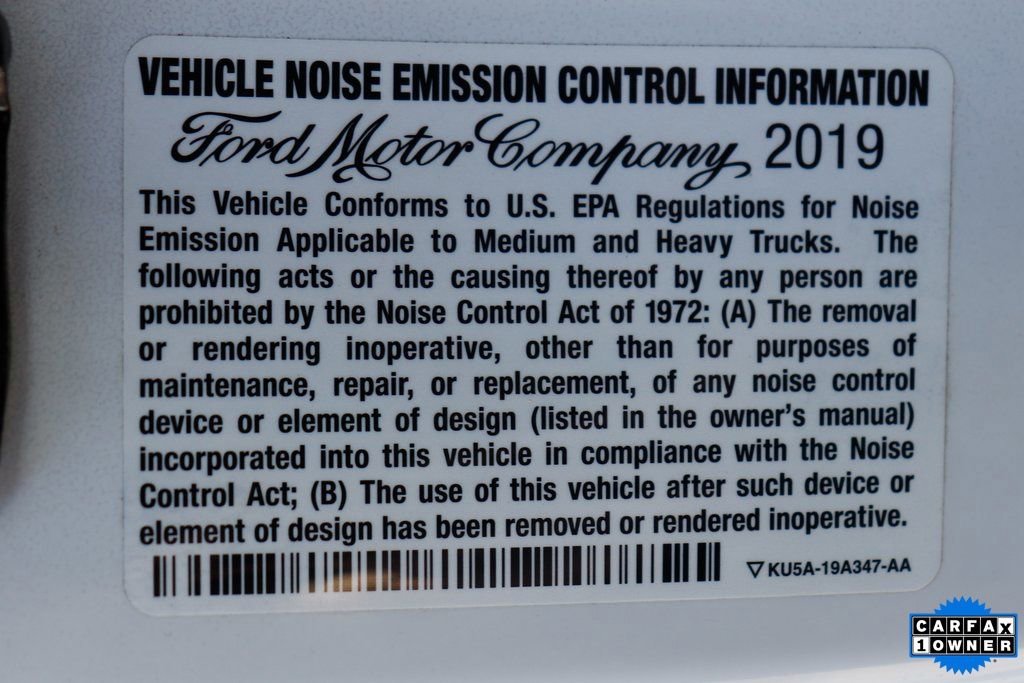 VEHICLE NOISE EMISSION CONTROL INFORMATION
Ford Motor Company 2019
This Vehicle Conforms to U.S. EPA Regulations for Noise
Emission Applicable to Medium and Heavy Trucks. The
following acts or the causing thereof by any person are
prohibited by the Noise Control Act of 1972: (A) The removal
or rendering inoperative, other than for purposes of
maintenance, repair, or replacement, of any noise control
device or element of design (listed in the owner's manual)
incorporated into this vehicle in compliance with the Noise
Control Act; (B) The use of this vehicle after such device or
element of design has been removed or rendered inoperative.
▽KU5A-19A347-AA
CARFAX
1 OWNER